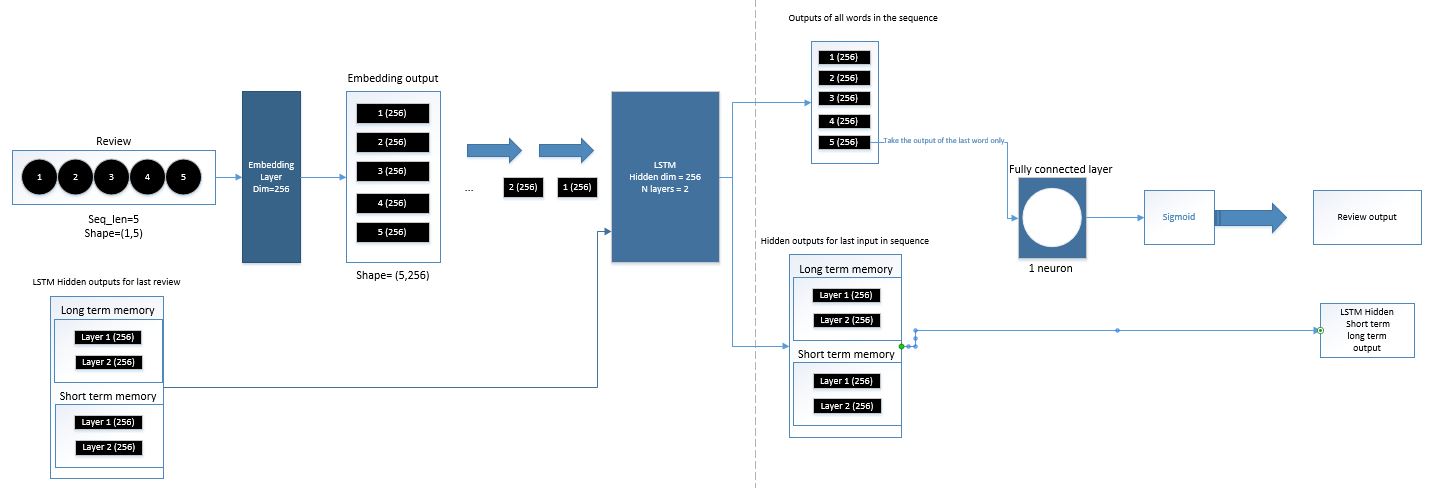 Review
1
2
3
4
5
Seq_len=5
Shape=(1,5)
Embedding
Layer
Dim=256
Embedding output
1 (256)
2 (256)
3 (256)
4 (256)
5 (256)
Shape= (5,256)
...
2 (256)
1 (256)
LSTM
Hidden dim = 256
N layers = 2
LSTM Hidden outputs for last review
Long term memory
Layer 1 (256)
Layer 2 (256)
Short term memory
Layer 1 (256)
Layer 2 (256)
Outputs of all words in the sequence
1 (256)
2 (256)
3 (256)
4 (256)
5 (256)
Take the output of the last word only
Fully connected layer
1 neuron
Sigmoid
Review output
Hidden outputs for last input in sequence
Long term memory
Layer 1 (256)
Layer 2 (256)
Short term memory
Layer 1 (256)
Layer 2 (256)
LSTM Hidden
Short term
long term
output